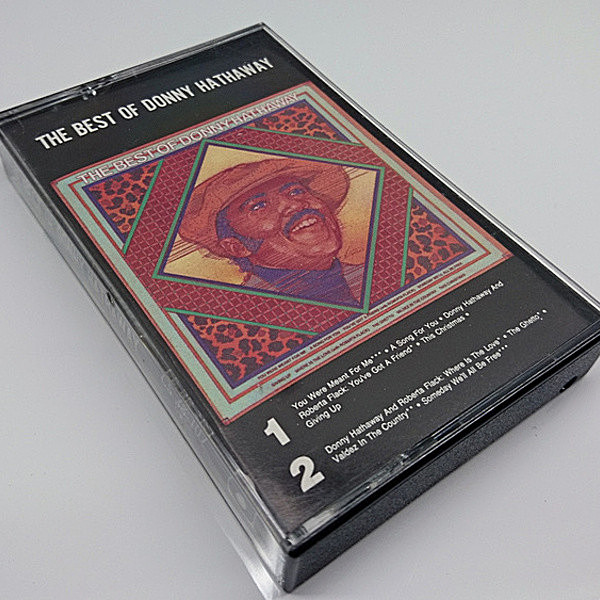 THE BEST OF DONNY HATHAWAY
THE BEST OF DONNY HATHAWAY
1
You Were Meant For Me*** • A Song For You • Donny Hathaway And
Roberta Flack: You've Got A Friend** • This Christmas •
Giving Up
2
Donny Hathaway And Roberta Flack: Where Is The Love* • The Ghetto* •
Valdez In The Country** • Someday We'll All Be Free***